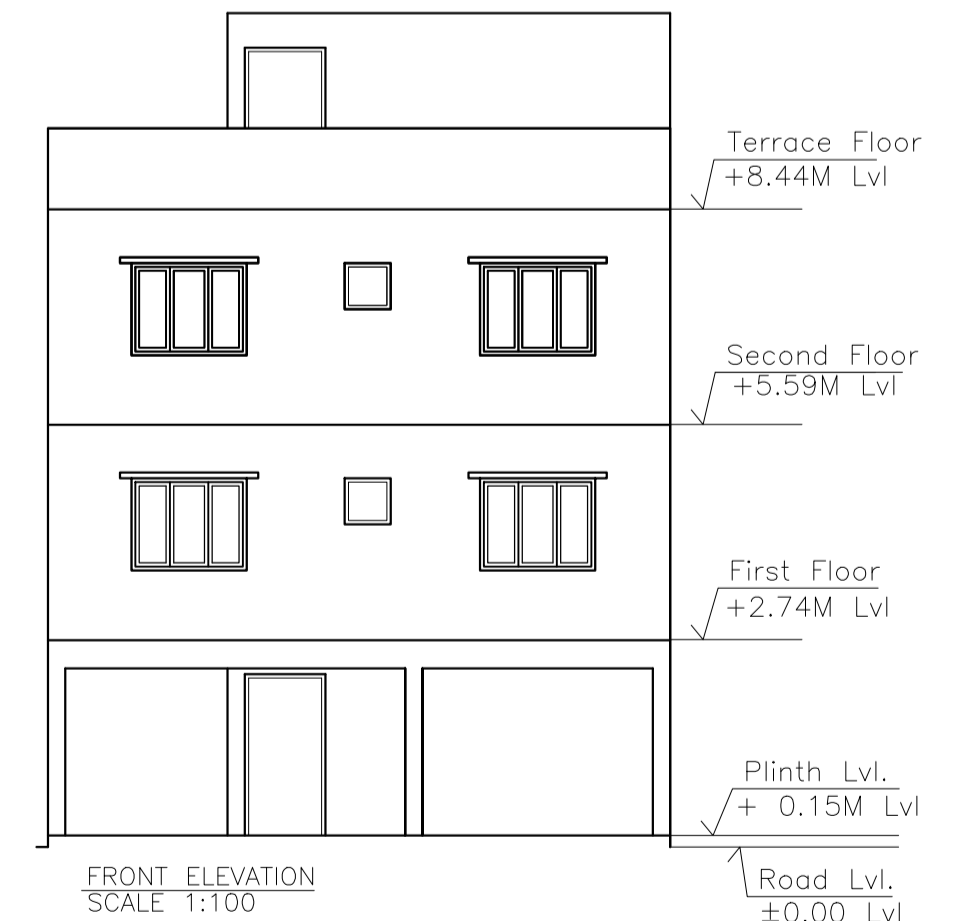 Terrace Floor
+8.44M Lvl
Second Floor
+5.59M Lvl
First Floor
+2.74M Lvl
Plinth Lvl.
+ 0.15M Lvl
Road Lvl.
±0.00 Lvl
FRONT ELEVATION
SCALE 1:100